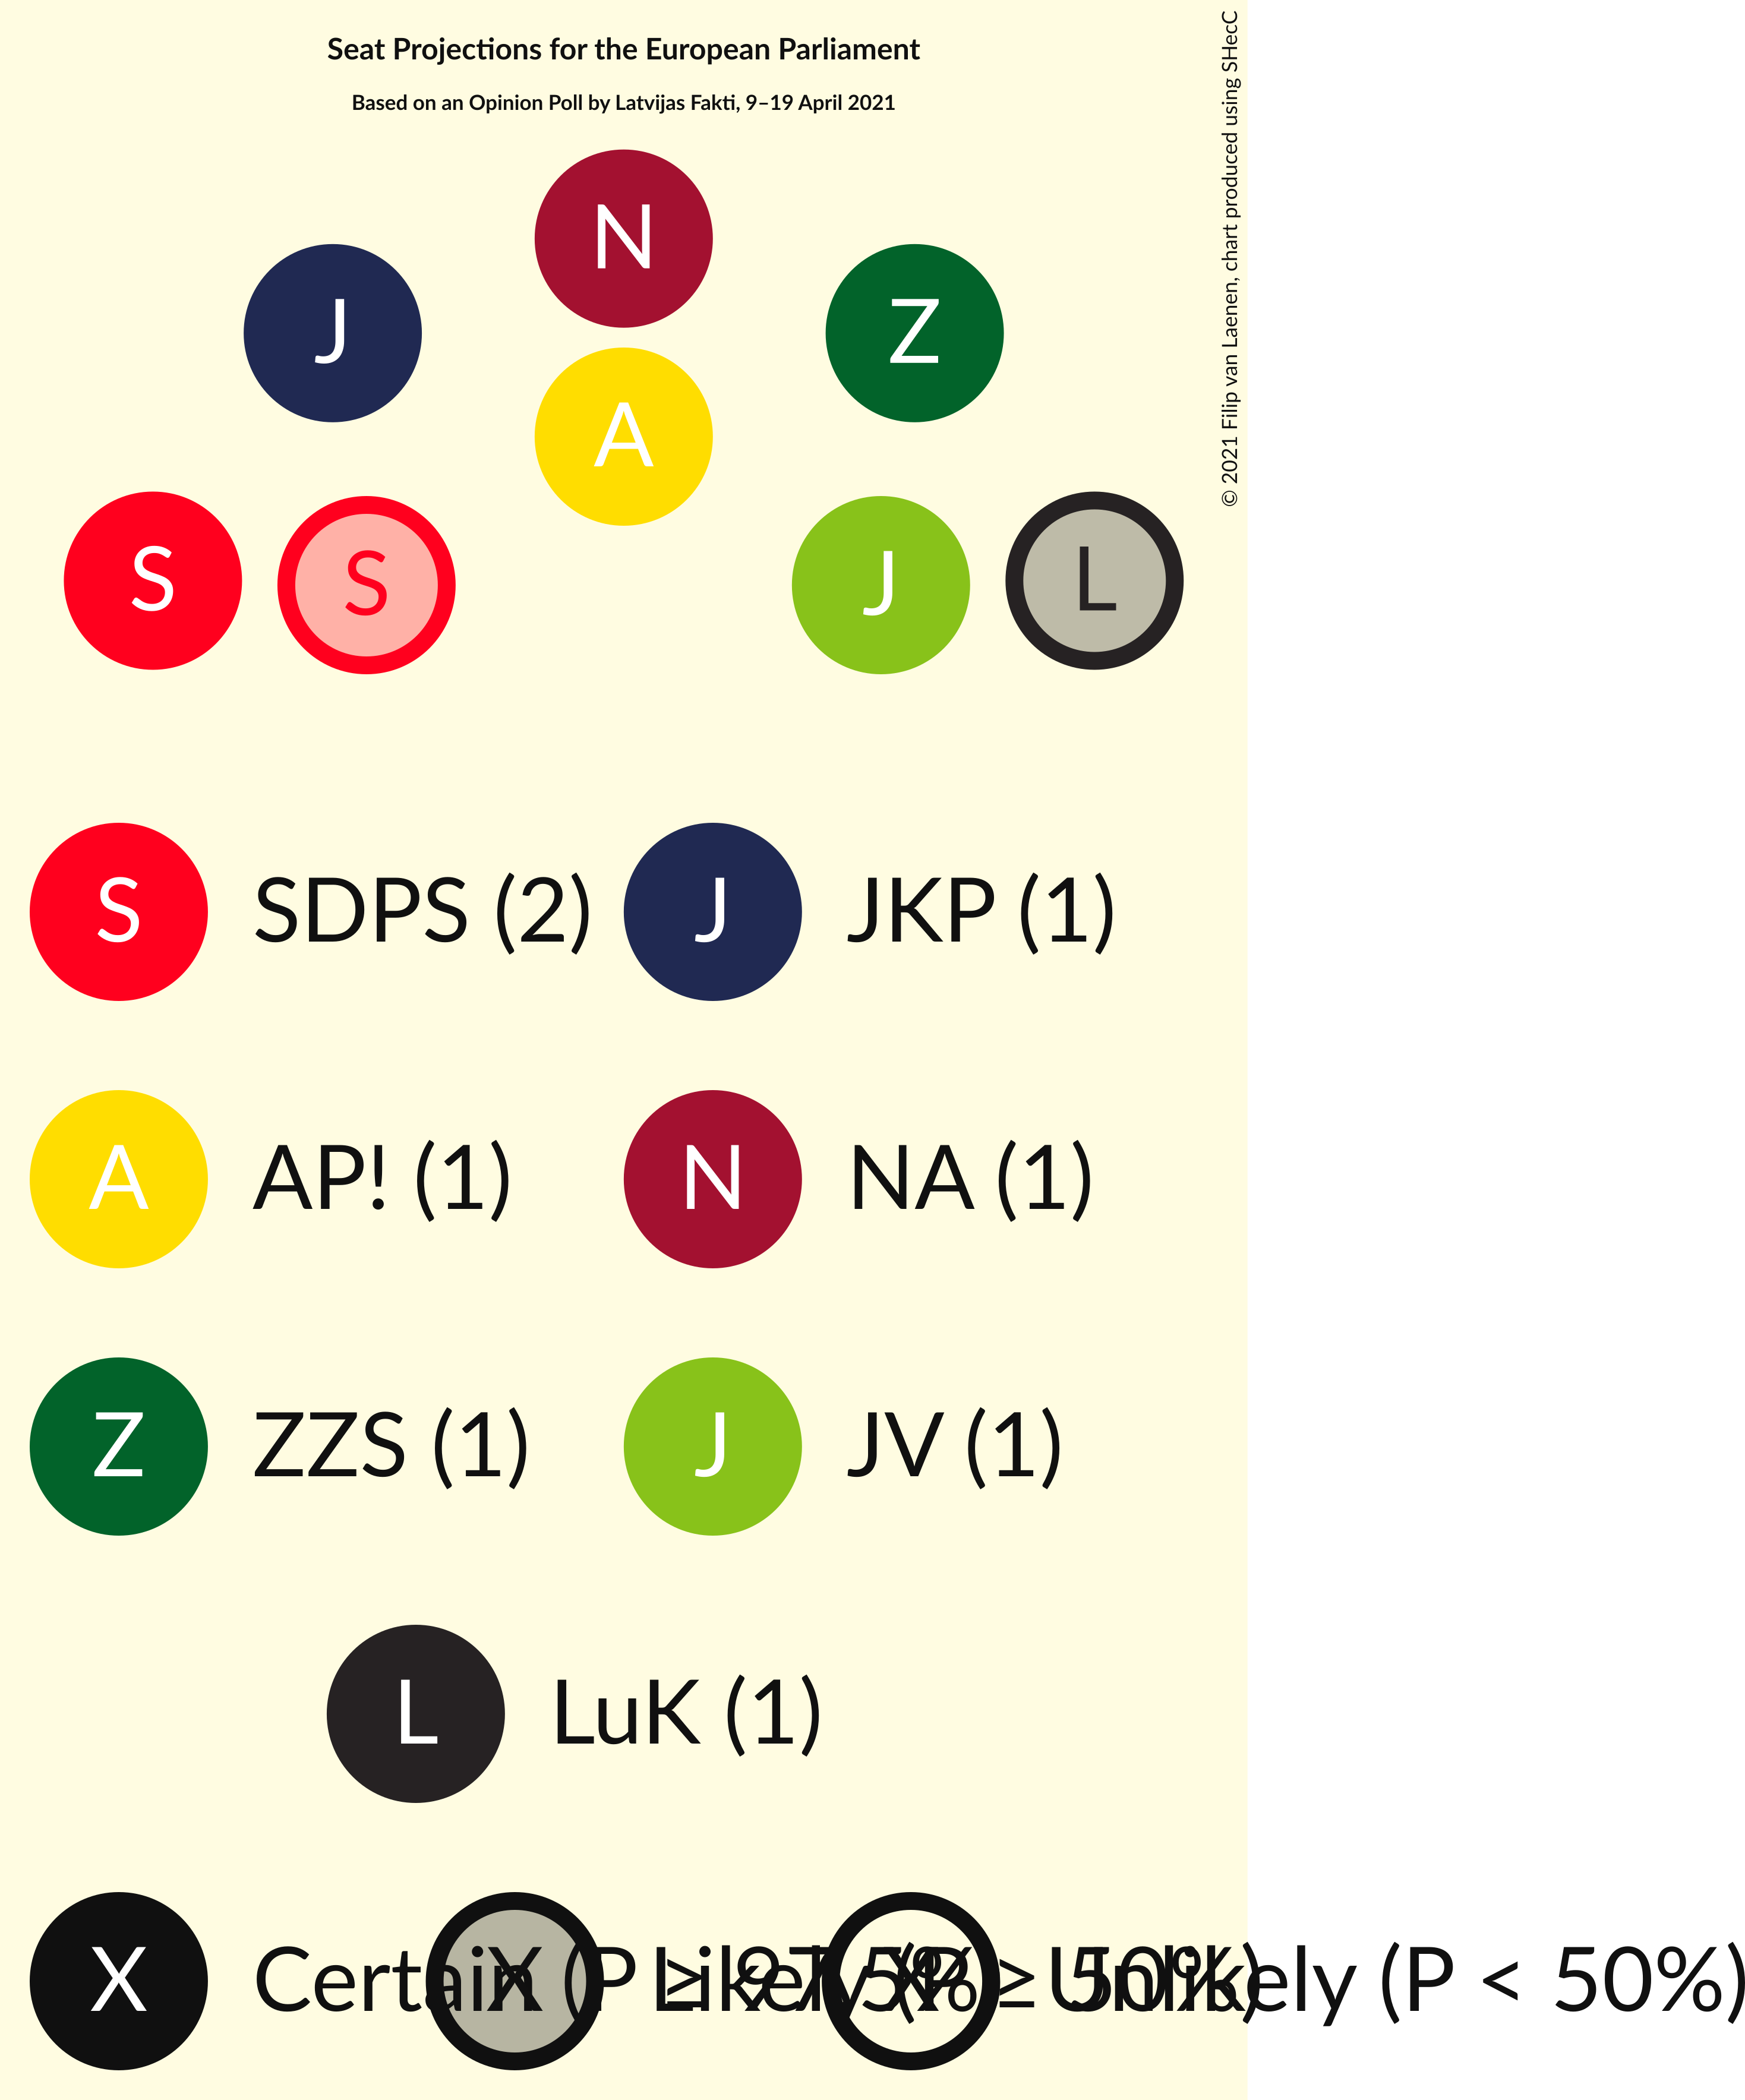 Seat Projections for the European Parliament
Based on an Opinion Poll by Latvijas Fakti, 9–19 April 2021
© 2021 Filip van Laenen, chart produced using SHecC
N
J
Z
A
S
S
J
L
S SDPS (2) J JKP (1)
A AP! (1) N NA (1)
Z ZZS (1) J JV (1)
L LuK (1)
X Certain (P ≥ 97.5%) X Likely (P ≥ 50%) X Unlikely (P < 50%)